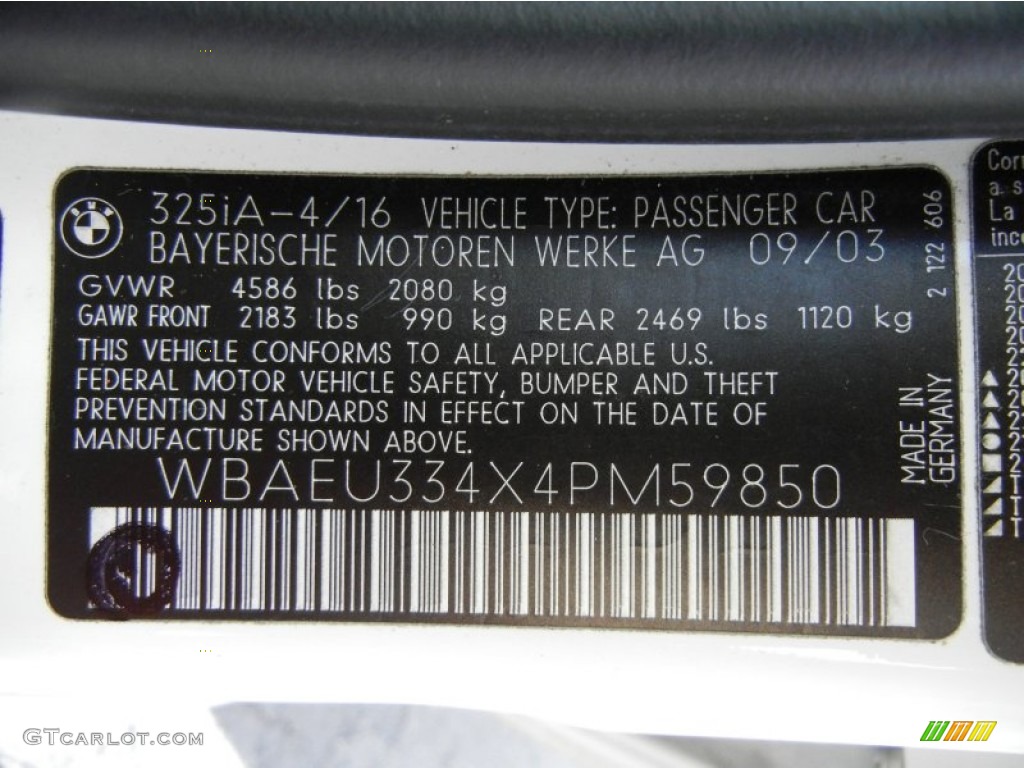 325iA-4/16 VEHICLE TYPE: PASSENGER CAR
BAYERISCHE MOTOREN WERKE AG 09/03
GVWR 4586 lbs 2080 kg
GAWR FRONT 2183 lbs 990 kg REAR 2469 lbs 1120 kg
THIS VEHICLE CONFORMS TO ALL APPLICABLE U.S.
FEDERAL MOTOR VEHICLE SAFETY, BUMPER AND THEFT
PREVENTION STANDARDS IN EFFECT ON THE DATE OF
MANUFACTURE SHOWN ABOVE.
WBAEU334X4PM59850
2 122 606
MADE IN
GERMANY
a. s
La
GTCARLOT.COM